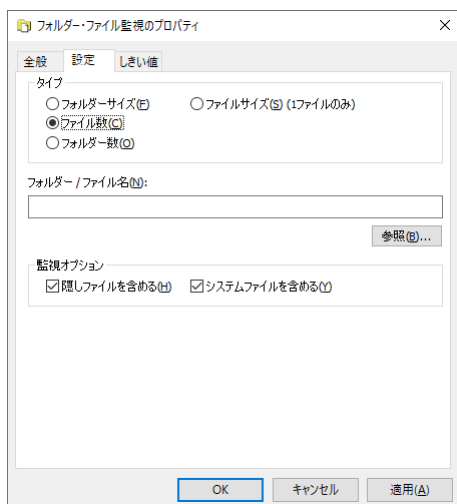 フォルダー・ファイル監視のプロパティ
全般 設定 しきい値
タイプ
フォルダーサイズ(F) ファイルサイズ(S) (1ファイルのみ)
ファイル数(C)
フォルダー数(O)
フォルダー / ファイル名(N):
参照(B)...
監視オプション
隠しファイルを含める(H) システムファイルを含める(Y)
OK キャンセル 適用(A)